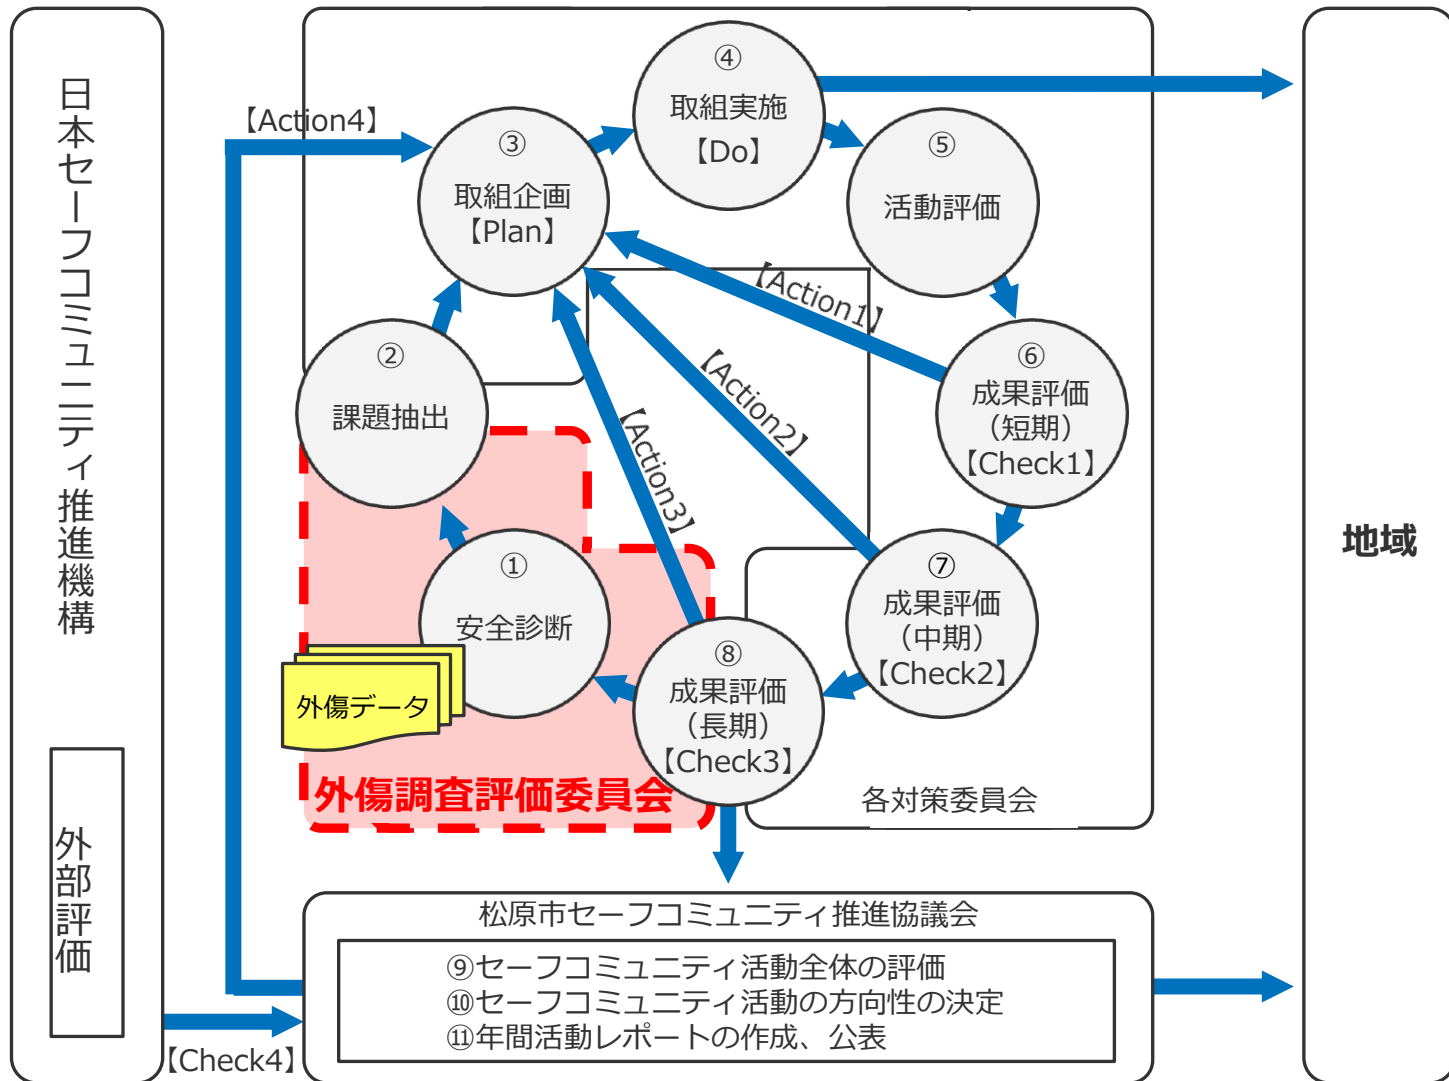 日本セーフコミュニティ推進機構
外部評価
【Check4】
【Action4】
①
安全診断
②
課題抽出
③
取組企画
【Plan】
④
取組実施
【Do】
⑤
活動評価
⑥
成果評価
（短期）
【Check1】
⑦
成果評価
（中期）
【Check2】
⑧
成果評価
（長期）
【Check3】
【Action1】
【Action2】
【Action3】
外傷データ
外傷調査評価委員会
各対策委員会
松原市セーフコミュニティ推進協議会
⑨セーフコミュニティ活動全体の評価
⑩セーフコミュニティ活動の方向性の決定
⑪年間活動レポートの作成、公表
地域